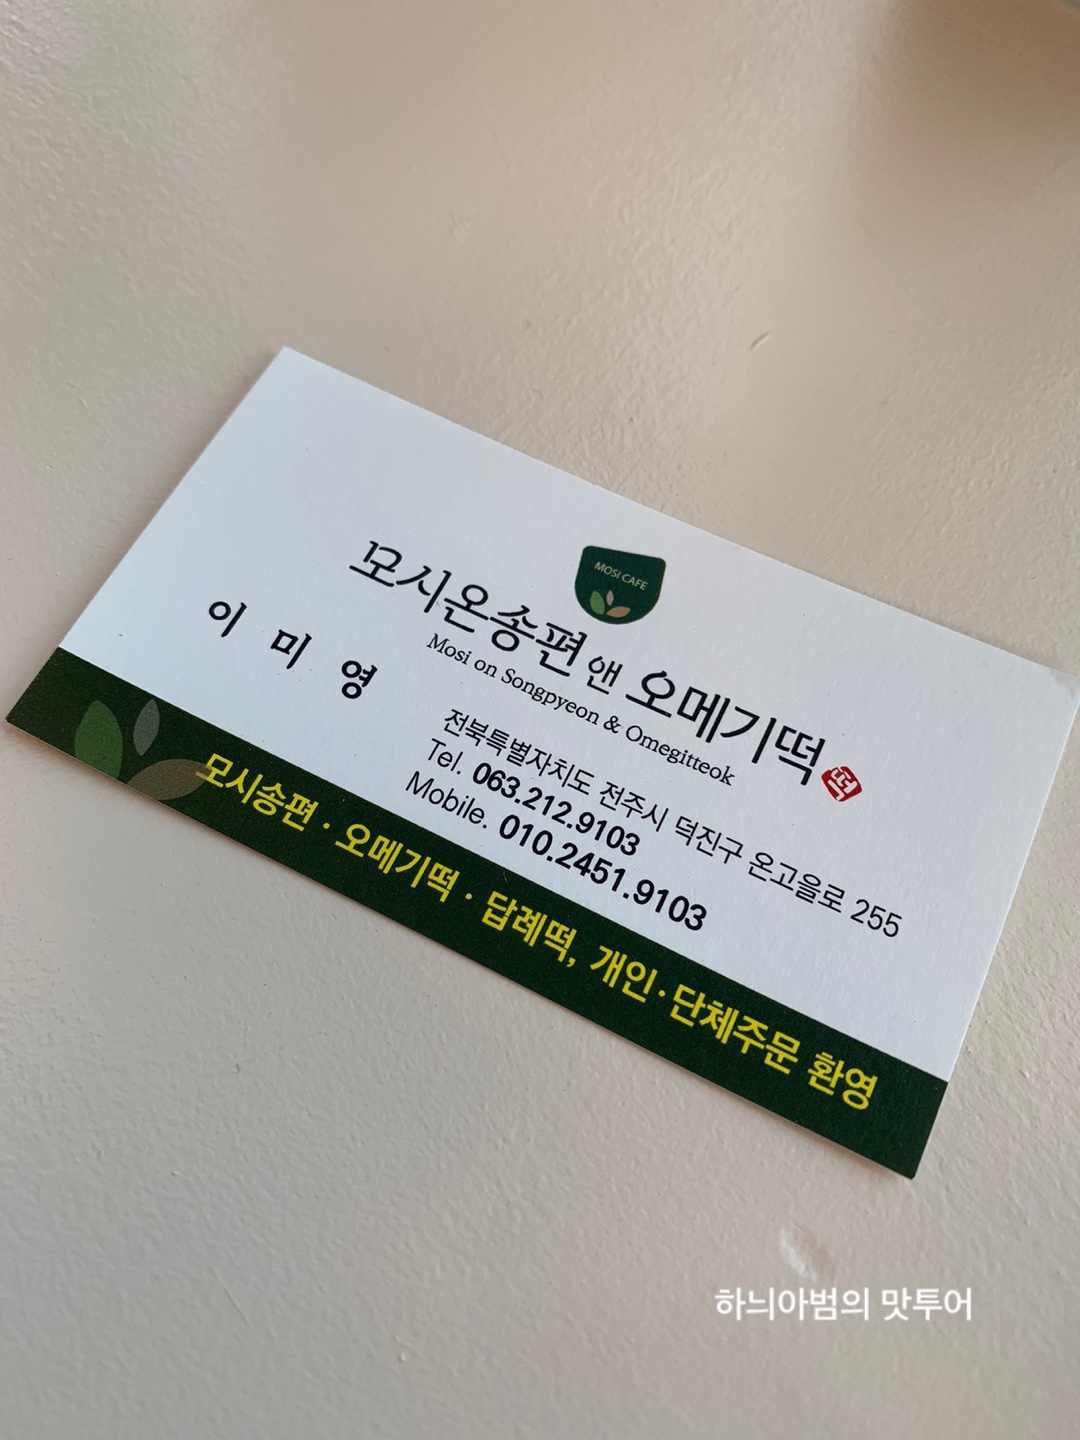 MOSI CAFE
모시온송편 앤 오메기떡 떡
Mosi on Songpyeon & Omegitteok
이 미 영
전북특별자치도 전주시 덕진구 온고을로 255
Tel. 063.212.9103
Mobile. 010.2451.9103
모시송편 · 오메기떡 · 답례떡, 개인·단체주문 환영
하늬아범의 맛투어